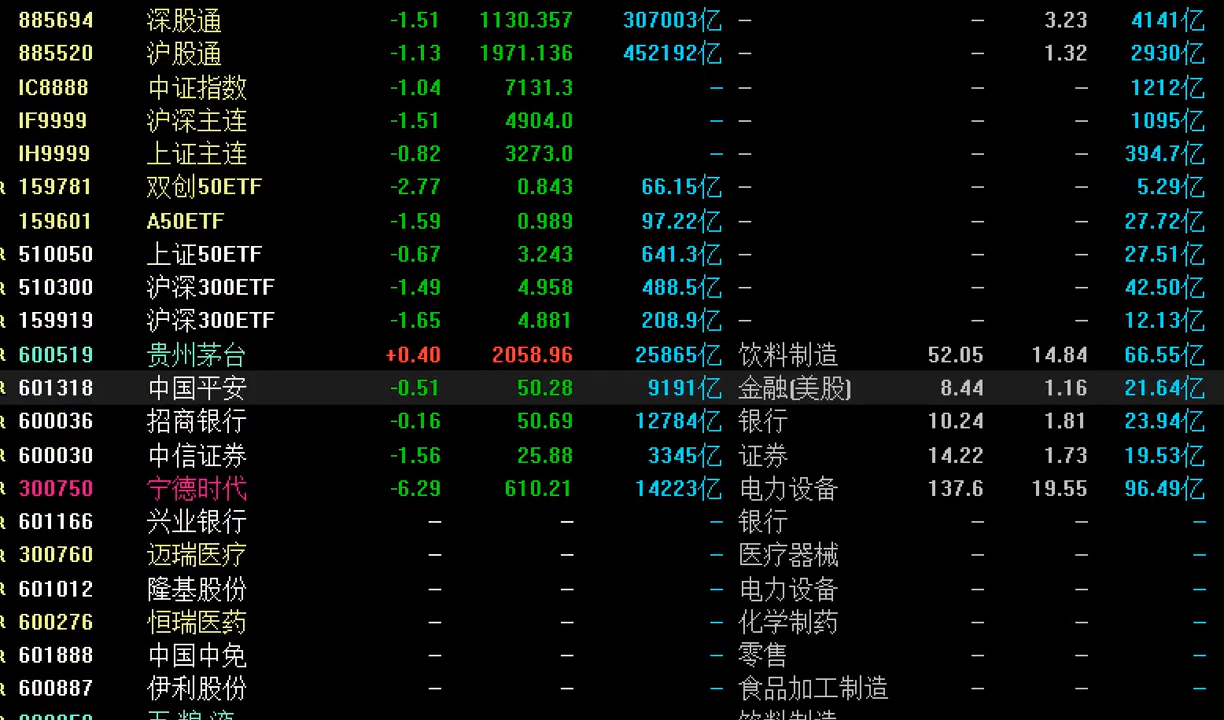 885694 深股通 -1.51 1130.357 307003亿 – – 3.23 4141亿
885520 沪股通 -1.13 1971.136 452192亿 – – 1.32 2930亿
IC8888 中证指数 -1.04 7131.3 – – – – 1212亿
IF9999 沪深主连 -1.51 4904.0 – – – – 1095亿
IH9999 上证主连 -0.82 3273.0 – – – – 394.7亿
R 159781 双创50ETF -2.77 0.843 66.15亿 – – – 5.29亿
159601 A50ETF -1.59 0.989 97.22亿 – – – 27.72亿
R 510050 上证50ETF -0.67 3.243 641.3亿 – – – 27.51亿
R 510300 沪深300ETF -1.49 4.958 488.5亿 – – – 42.50亿
R 159919 沪深300ETF -1.65 4.881 208.9亿 – – – 12.13亿
R 600519 贵州茅台 +0.40 2058.96 25865亿 饮料制造 52.05 14.84 66.55亿
R 601318 中国平安 -0.51 50.28 9191亿 金融(美股) 8.44 1.16 21.64亿
R 600036 招商银行 -0.16 50.69 12784亿 银行 10.24 1.81 23.94亿
R 600030 中信证券 -1.56 25.88 3345亿 证券 14.22 1.73 19.53亿
R 300750 宁德时代 -6.29 610.21 14223亿 电力设备 137.6 19.55 96.49亿
R 601166 兴业银行 – – – 银行 – – –
R 300760 迈瑞医疗 – – – 医疗器械 – – –
R 601012 隆基股份 – – – 电力设备 – – –
R 600276 恒瑞医药 – – – 化学制药 – – –
R 601888 中国中免 – – – 零售 – – –
R 600887 伊利股份 – – – 食品加工制造 – – –